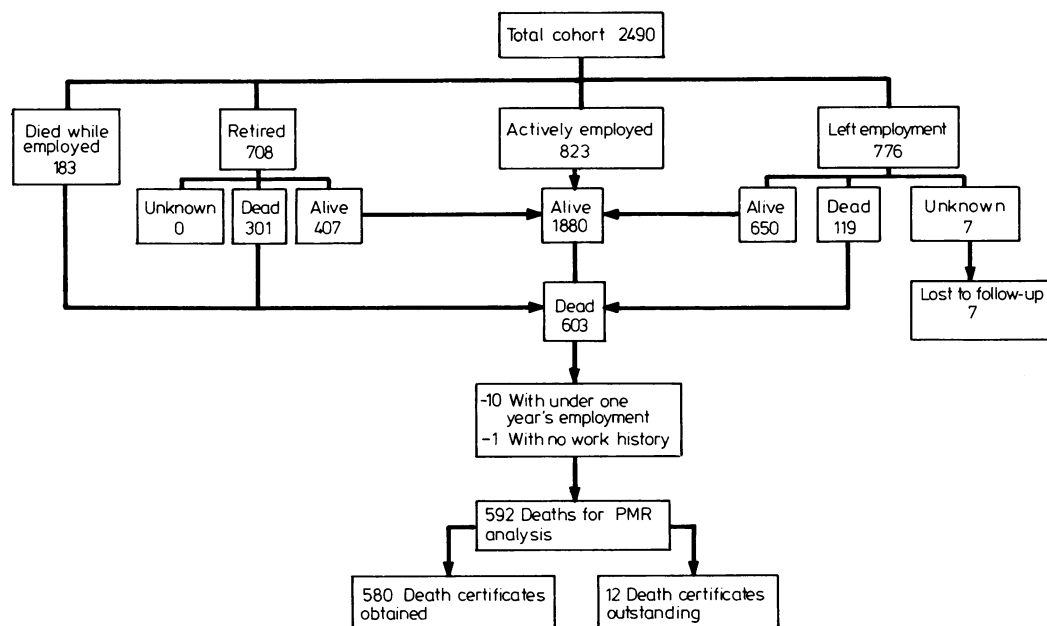 Total cohort 2490
Died while
employed
183
Retired
708
Actively employed
823
Left employment
776
Unknown
0
Dead
301
Alive
407
Alive
1880
Alive
650
Dead
119
Unknown
7
Lost to follow-up
7
Dead
603
-10 With under one
year's employment
-1 With no work history
592 Deaths for PMR
analysis
580 Death certificates
obtained
12 Death certificates
outstanding